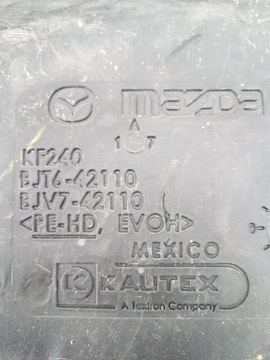 mazda
1 7
KF240
BJT6-42110
BJV7-42110
<PE-HD, EVOH>
MEXICO
K KAUTEX
A Textron Company